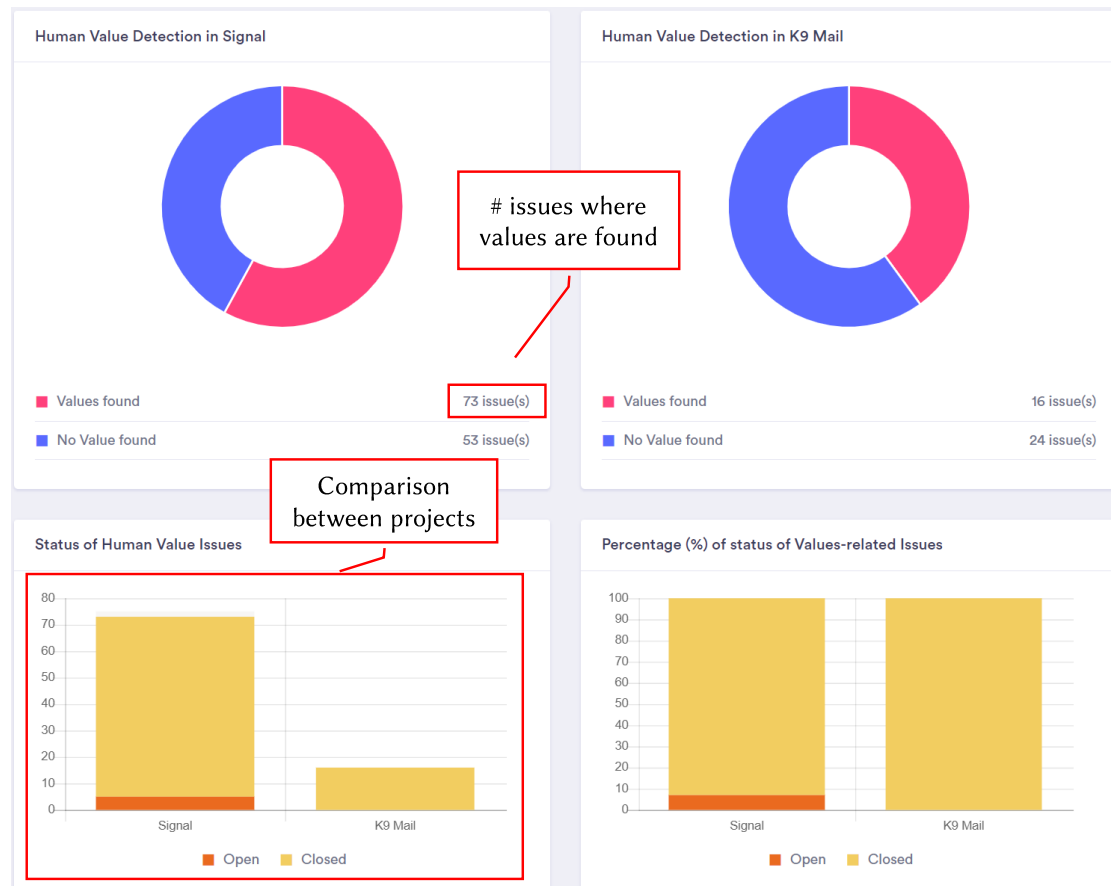 Human Value Detection in Signal
Human Value Detection in K9 Mail
# issues where
values are found
Values found 73 issue(s)
No Value found 53 issue(s)
Values found 16 issue(s)
No Value found 24 issue(s)
Comparison
between projects
Status of Human Value Issues
80
70
60
50
40
30
20
10
0
Signal K9 Mail
Open Closed
Percentage (%) of status of Values-related Issues
100
90
80
70
60
50
40
30
20
10
0
Signal K9 Mail
Open Closed